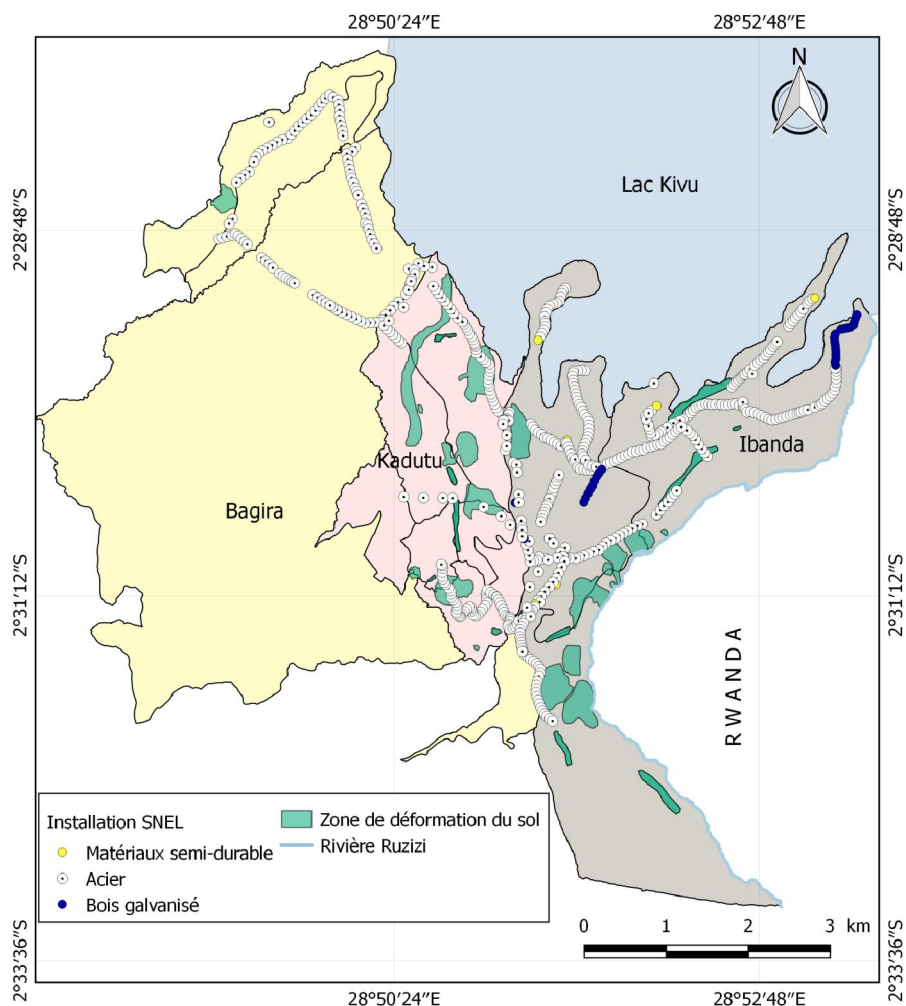 28°50′24″E 28°52′48″E
N
Lac Kivu
2°28′48″S 2°28′48″S
Ibanda
Kadutu
Bagira
2°31′12″S 2°31′12″S
RWANDA
Installation SNEL
Matériaux semi-durable
Acier
Bois galvanisé
Zone de déformation du sol
Rivière Ruzizi
0 1 2 3 km
2°33′36″S 2°33′36″S
28°50′24″E 28°52′48″E